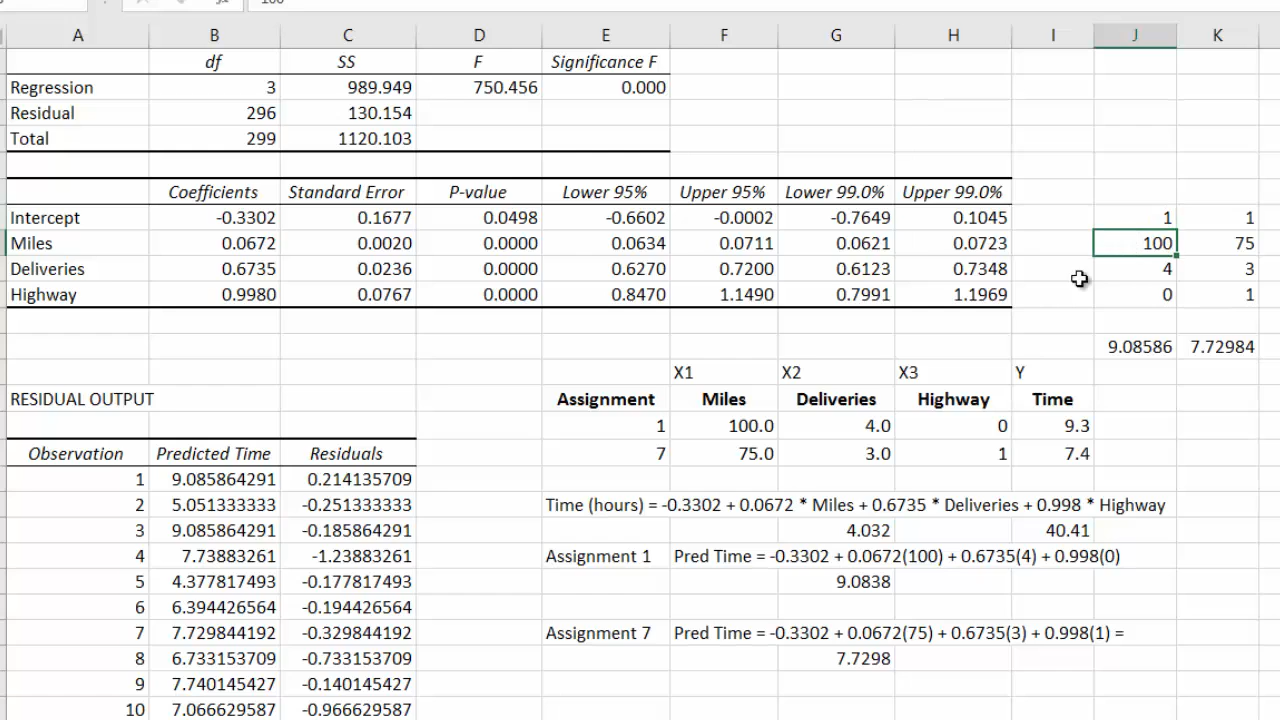 A B C D E F G H I J K
df SS F Significance F
Regression 3 989.949 750.456 0.000
Residual 296 130.154
Total 299 1120.103
Coefficients Standard Error P-value Lower 95% Upper 95% Lower 99.0% Upper 99.0%
Intercept -0.3302 0.1677 0.0498 -0.6602 -0.0002 -0.7649 0.1045 1 1
Miles 0.0672 0.0020 0.0000 0.0634 0.0711 0.0621 0.0723 100 75
Deliveries 0.6735 0.0236 0.0000 0.6270 0.7200 0.6123 0.7348 4 3
Highway 0.9980 0.0767 0.0000 0.8470 1.1490 0.7991 1.1969 0 1
9.08586 7.72984
X1 X2 X3 Y
RESIDUAL OUTPUT Assignment Miles Deliveries Highway Time
1 100.0 4.0 0 9.3
Observation Predicted Time Residuals 7 75.0 3.0 1 7.4
1 9.085864291 0.214135709
2 5.051333333 -0.251333333 Time (hours) = -0.3302 + 0.0672 * Miles + 0.6735 * Deliveries + 0.998 * Highway
3 9.085864291 -0.185864291 4.032 40.41
4 7.73883261 -1.23883261 Assignment 1 Pred Time = -0.3302 + 0.0672(100) + 0.6735(4) + 0.998(0)
5 4.377817493 -0.177817493 9.0838
6 6.394426564 -0.194426564
7 7.729844192 -0.329844192 Assignment 7 Pred Time = -0.3302 + 0.0672(75) + 0.6735(3) + 0.998(1) =
8 6.733153709 -0.733153709 7.7298
9 7.740145427 -0.140145427
10 7.066629587 -0.966629587